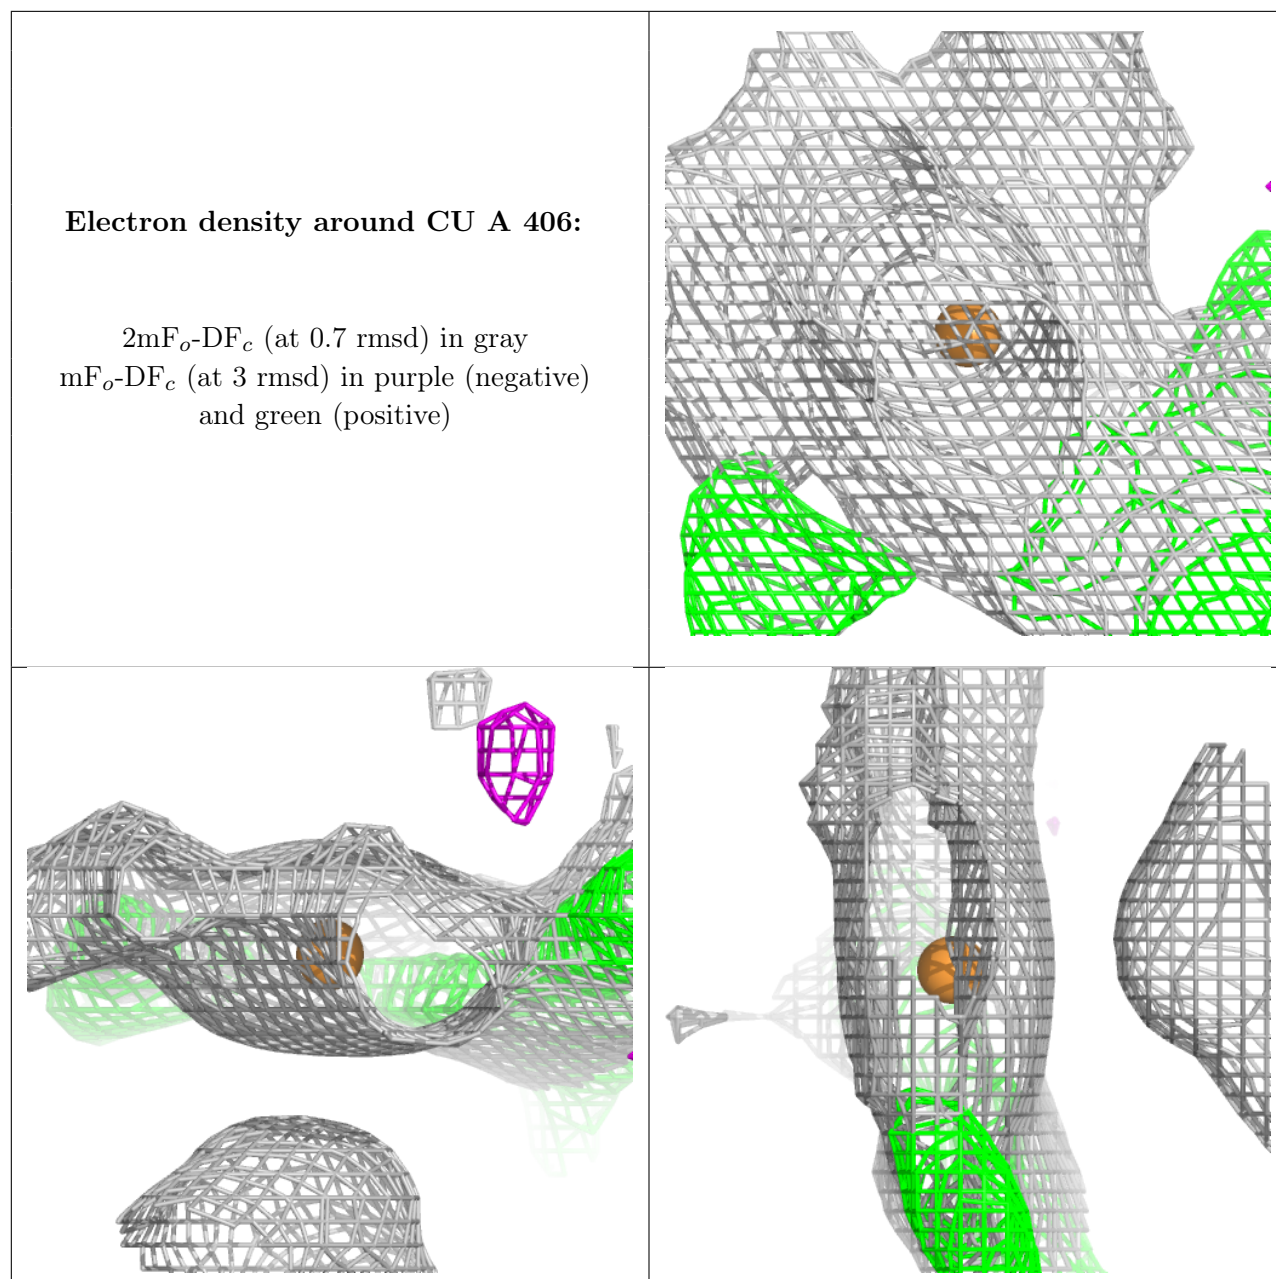 Electron density around CU A 406:
2mFo-DFc (at 0.7 rmsd) in gray
mFo-DFc (at 3 rmsd) in purple (negative)
and green (positive)